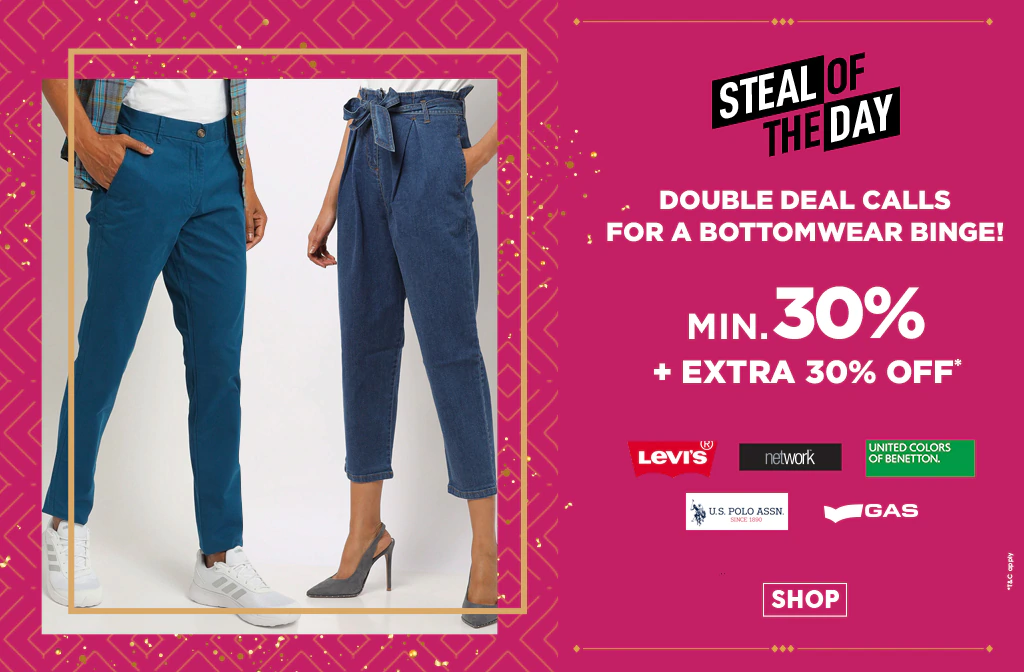 STEAL OF
THE DAY
DOUBLE DEAL CALLS
FOR A BOTTOMWEAR BINGE!
MIN. 30%
+ EXTRA 30% OFF*
LEVI'S®
network
UNITED COLORS
OF BENETTON.
U.S. POLO ASSN.
SINCE 1890
GAS
*T&C apply
SHOP